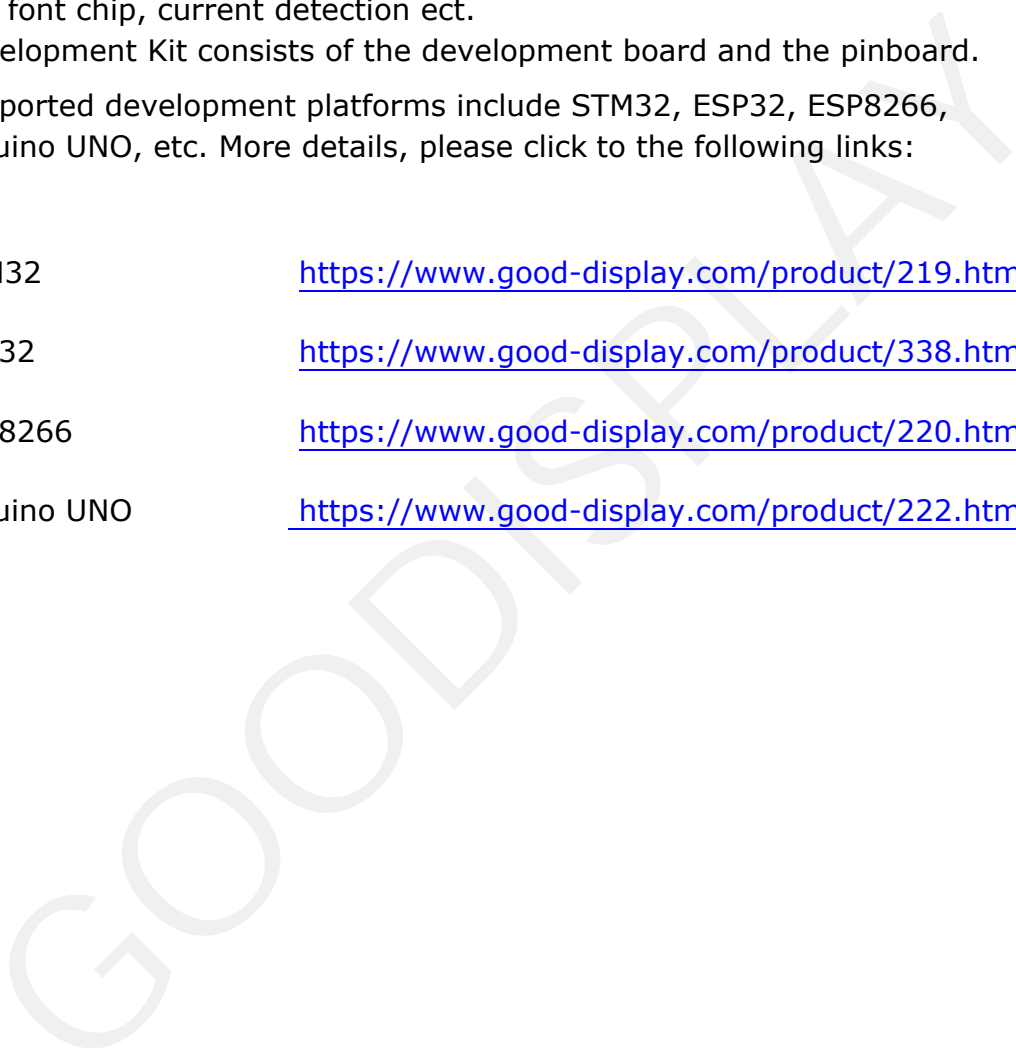 font chip, current detection ect.
elopment Kit consists of the development board and the pinboard.
ported development platforms include STM32, ESP32, ESP8266,
uino UNO, etc. More details, please click to the following links:
32 https://www.good-display.com/product/219.htm
32 https://www.good-display.com/product/338.htm
8266 https://www.good-display.com/product/220.htm
uino UNO https://www.good-display.com/product/222.htm
GOODISPLAY